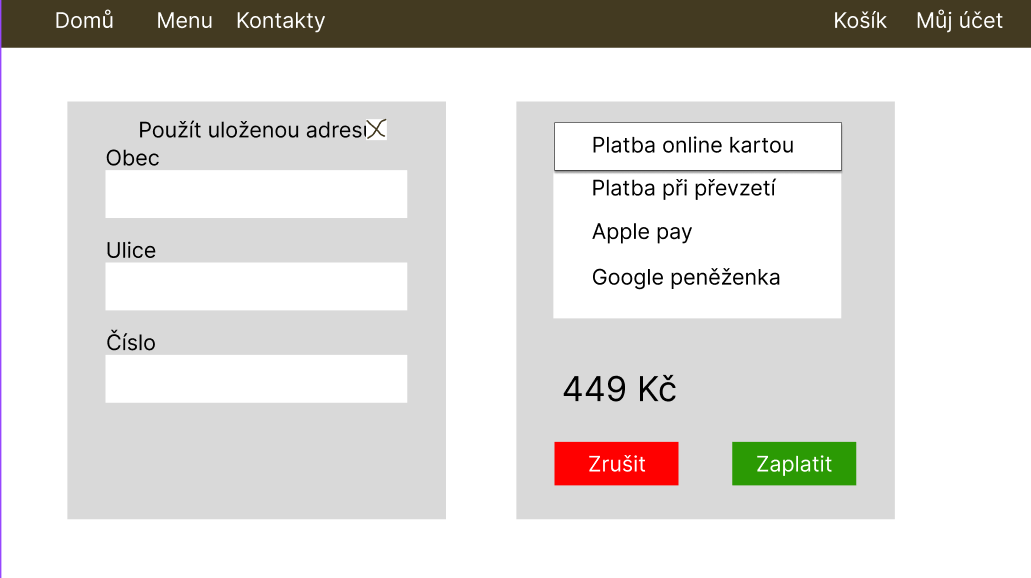 Domů Menu Kontakty Košík Můj účet
Použít uloženou adresu
Obec
Ulice
Číslo
Platba online kartou
Platba při převzetí
Apple pay
Google peněženka
449 Kč
Zrušit Zaplatit